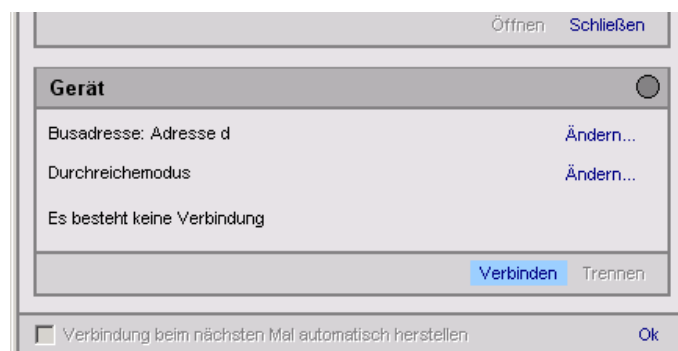 Öffnen Schließen
Gerät
Busadresse: Adresse d Ändern...
Durchreichemodus Ändern...
Es besteht keine Verbindung
Verbinden Trennen
Verbindung beim nächsten Mal automatisch herstellen Ok